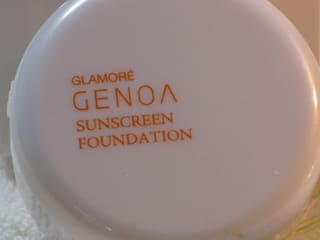 GLAMORÉ
GENOA
SUNSCREEN
FOUNDATION